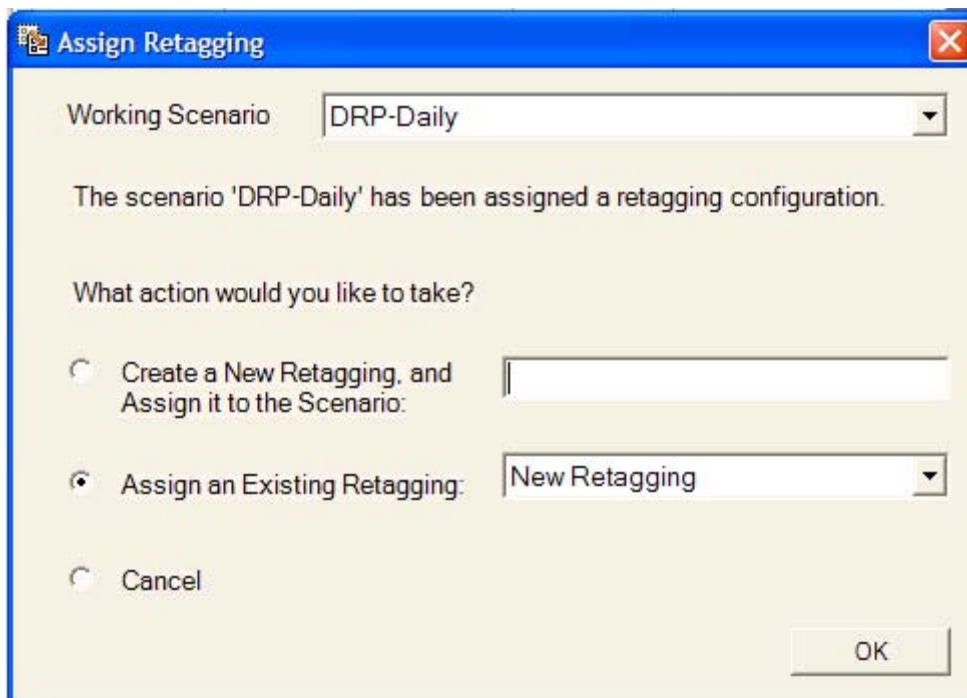 Assign Retagging
Working Scenario
DRP-Daily
The scenario 'DRP-Daily' has been assigned a retagging configuration.
What action would you like to take?
Create a New Retagging, and
Assign it to the Scenario:
Assign an Existing Retagging:
New Retagging
Cancel
OK